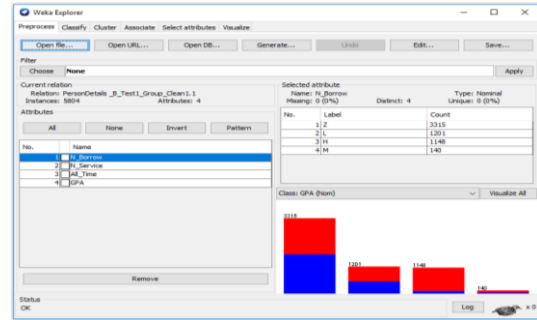 Weka Explorer
Preprocess Classify Cluster Associate Select attributes Visualize
Open file... Open URL... Open DB... Generate... Undo Edit... Save...
Filter
Choose None Apply
Current relation
Relation: PersonDetails _B_Test1_Group_Clean1.1
Instances: 5804 Attributes: 4
Attributes
All None Invert Pattern
No. Name
1 N_Borrow
2 N_Service
3 All_Time
4 GPA
Remove
Selected attribute
Name: N_Borrow Type: Nominal
Missing: 0 (0%) Distinct: 4 Unique: 0 (0%)
No. Label Count
1 Z 3315
2 L 1201
3 H 1148
4 M 140
Class: GPA (Nom) Visualize All
3315
1201
1148
140
Status
OK
Log x 0